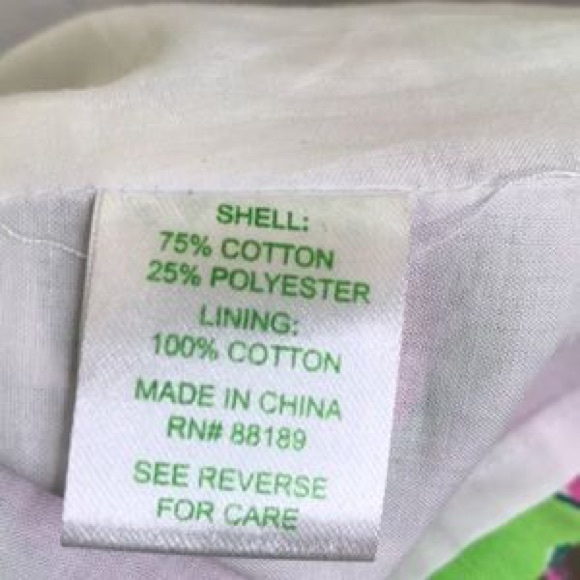 SHELL:
75% COTTON
25% POLYESTER
LINING:
100% COTTON
MADE IN CHINA
RN# 88189
SEE REVERSE
FOR CARE